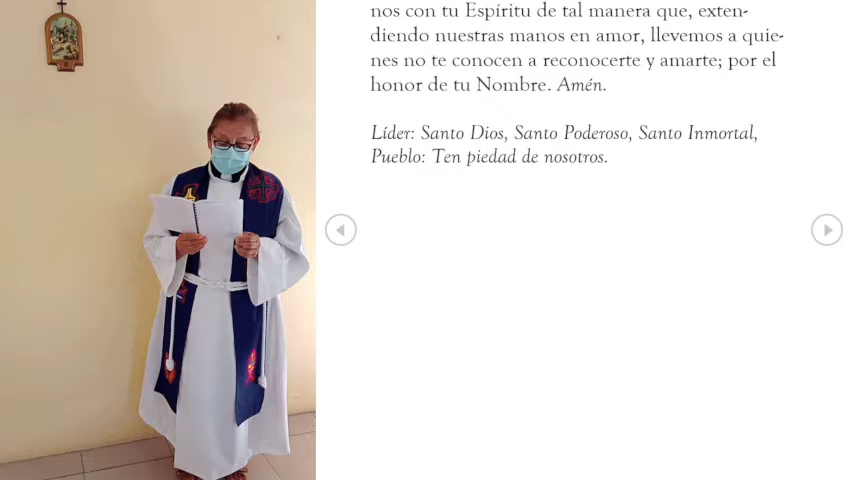 nos con tu Espíritu de tal manera que, exten-
diendo nuestras manos en amor, llevemos a quie-
nes no te conocen a reconocerte y amarte; por el
honor de tu Nombre. Amén.
Líder: Santo Dios, Santo Poderoso, Santo Inmortal,
Pueblo: Ten piedad de nosotros.